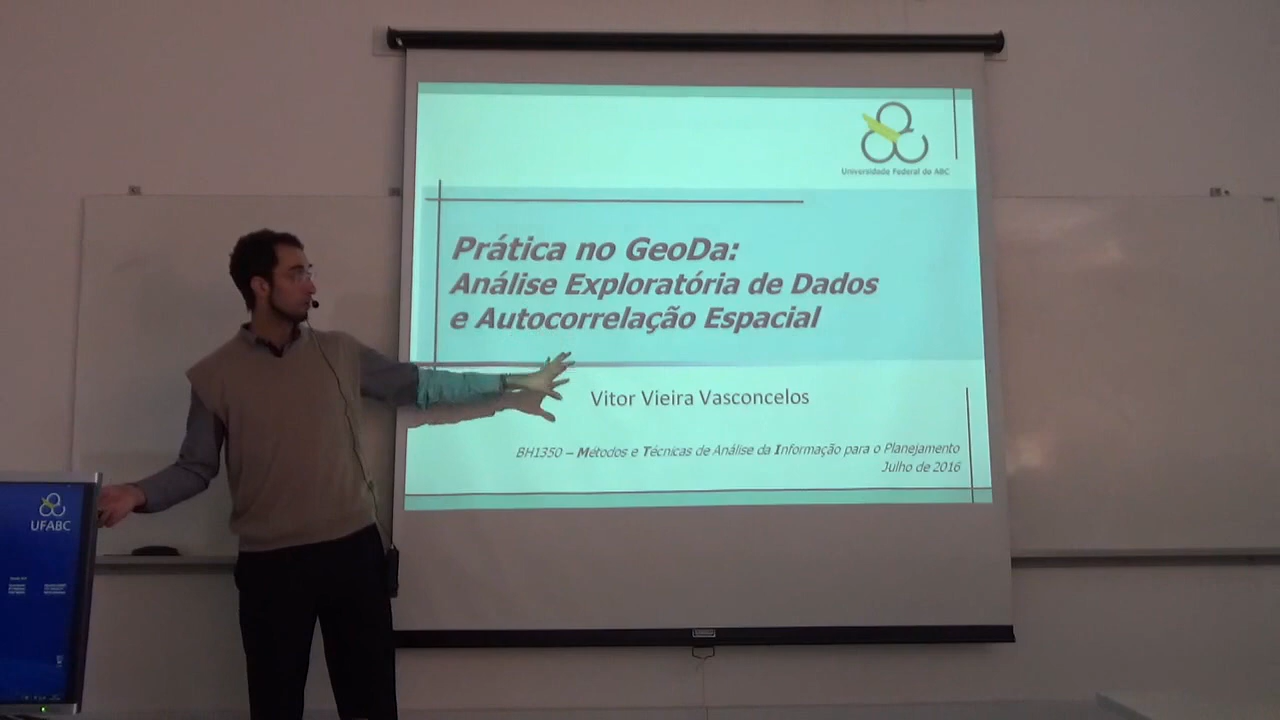 Universidade Federal do ABC
Prática no GeoDa:
Análise Exploratória de Dados
e Autocorrelação Espacial
Vitor Vieira Vasconcelos
BH1350 – Métodos e Técnicas de Análise da Informação para o Planejamento
Julho de 2016
UFABC